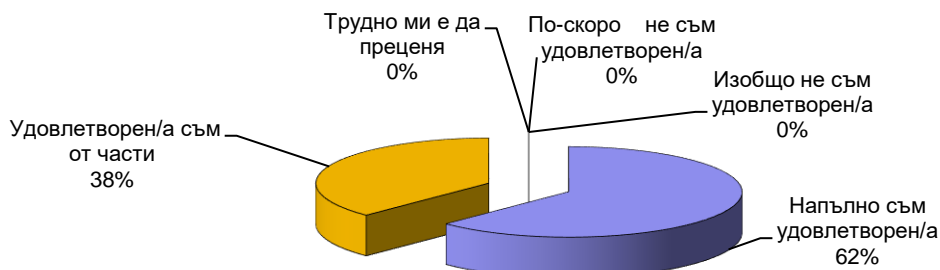 Трудно ми е да
преценя
0%
По-скоро не съм
удовлетворен/а
0%
Изобщо не съм
удовлетворен/а
0%
Удовлетворен/а съм
от части
38%
Напълно съм
удовлетворен/а
62%